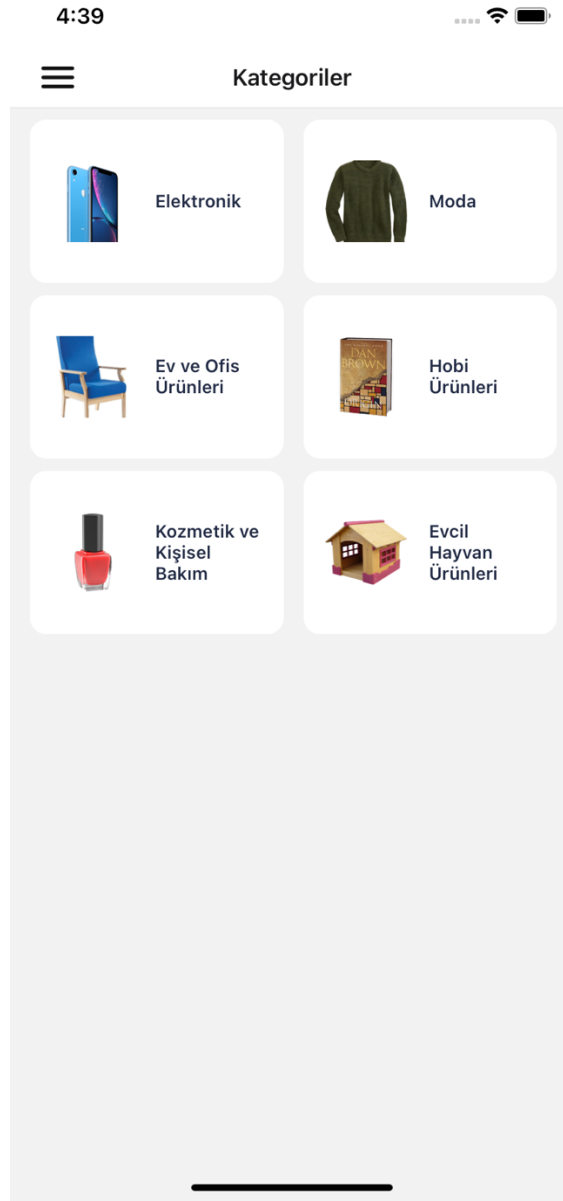 4:39
Kategoriler
Elektronik
Moda
Ev ve Ofis
Ürünleri
DAN
BROWN
Hobi
Ürünleri
Kozmetik ve
Kişisel
Bakım
Evcil
Hayvan
Ürünleri